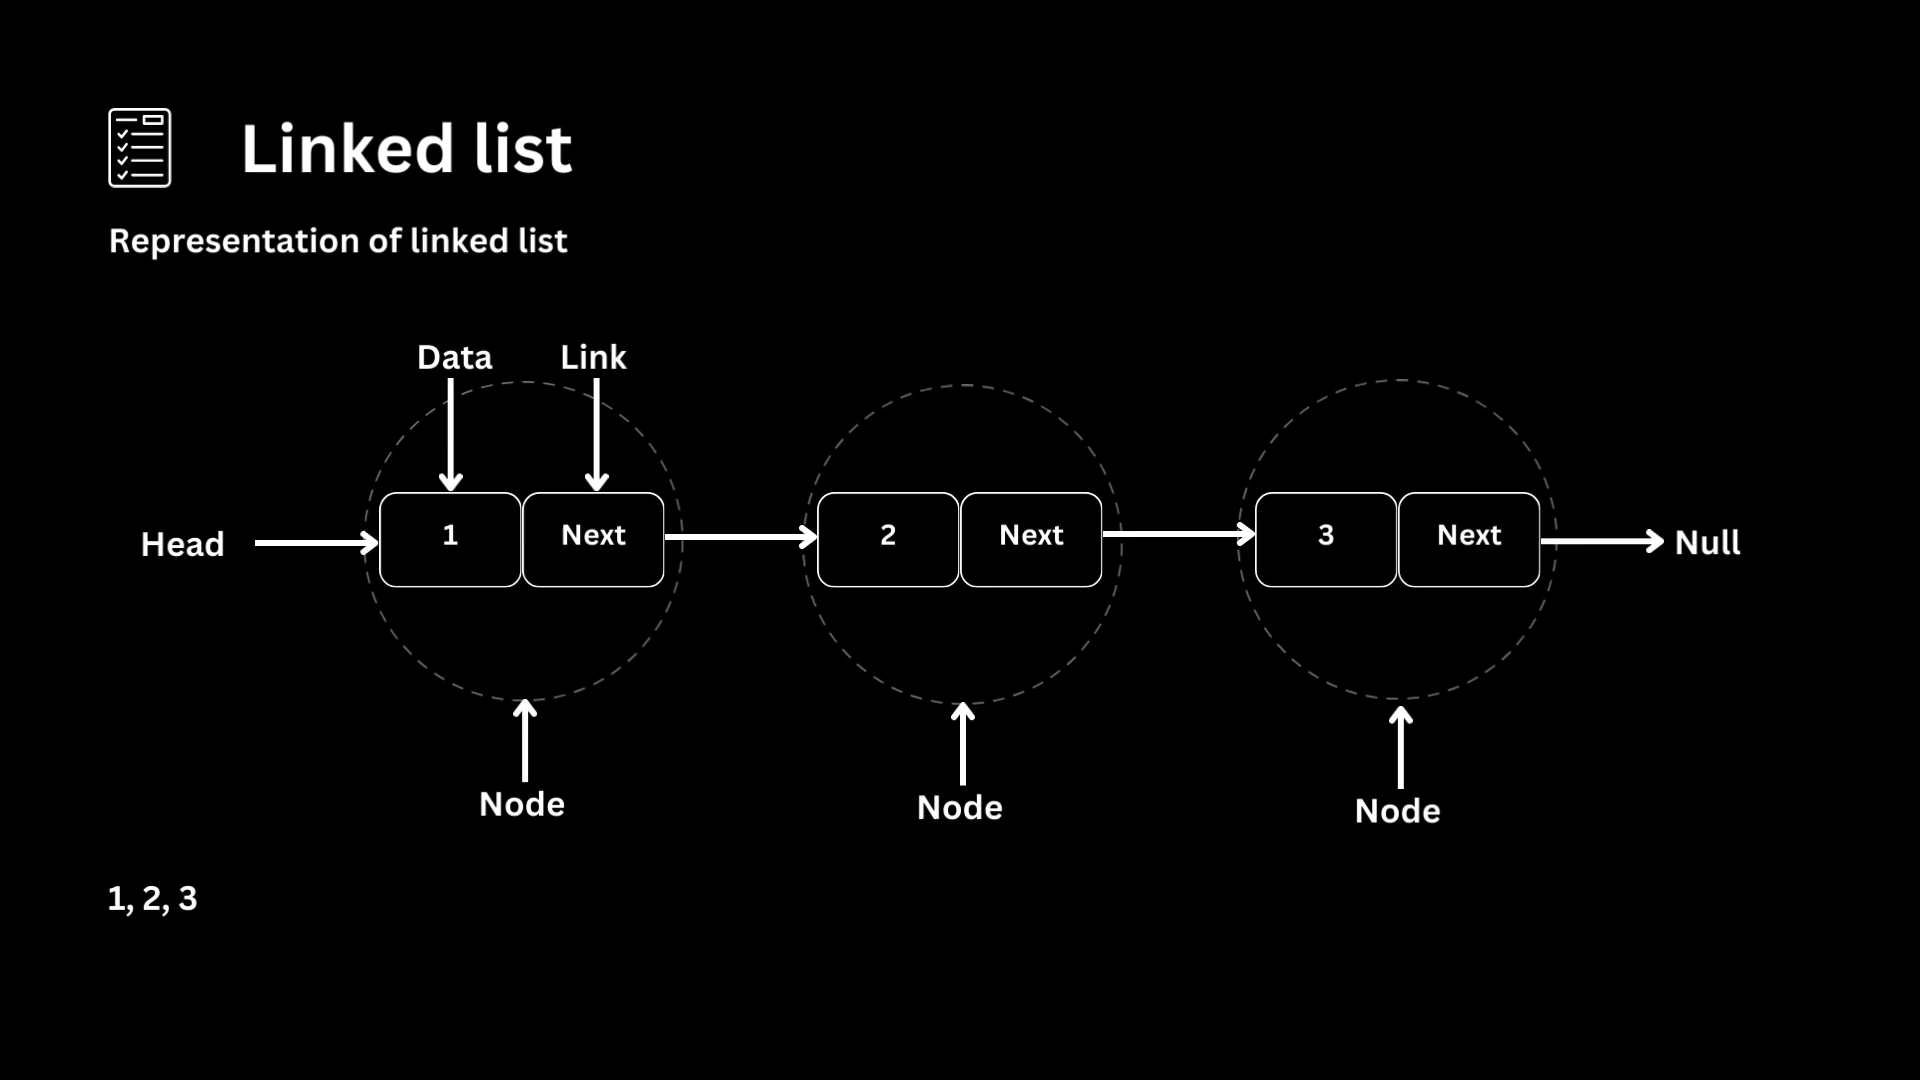 Linked list
Representation of linked list
Data Link
Head 1 Next 2 Next 3 Next Null
Node Node Node
1, 2, 3